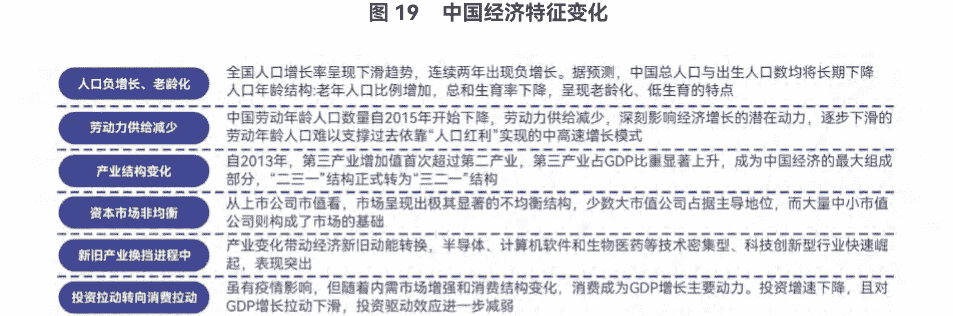 图 19 中国经济特征变化
人口负增长、老龄化
全国人口增长率呈现下滑趋势，连续两年出现负增长。据预测，中国总人口与出生人口数均将长期下降
人口年龄结构:老年人口比例增加，总和生育率下降，呈现老龄化、低生育的特点
劳动力供给减少
中国劳动年龄人口数量自2015年开始下降，劳动力供给减少，深刻影响经济增长的潜在动力，逐步下滑的
劳动年龄人口难以支撑过去依靠“人口红利”实现的中高速增长模式
产业结构变化
自2013年，第三产业增加值首次超过第二产业，第三产业占GDP比重显著上升，成为中国经济的最大组成
部分，“二三一”结构正式转为“三二一”结构
资本市场非均衡
从上市公司市值看，市场呈现出极其显著的不均衡结构，少数大市值公司占据主导地位，而大量中小市值
公司则构成了市场的基础
新旧产业换挡进程中
产业变化带动经济新旧动能转换，半导体、计算机软件和生物医药等技术密集型、科技创新型行业快速崛
起，表现突出
投资拉动转向消费拉动
虽有疫情影响，但随着内需市场增强和消费结构变化，消费成为GDP增长主要动力。投资增速下降，且对
GDP增长拉动下滑，投资驱动效应进一步减弱